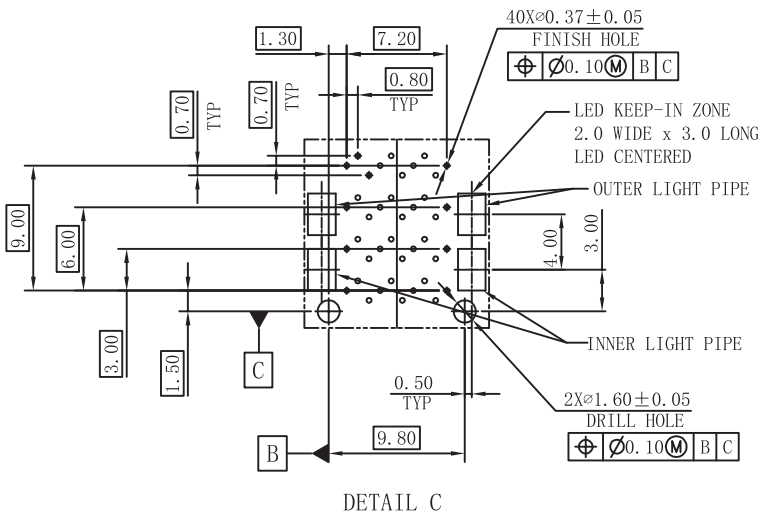 40X⌀0.37±0.05
FINISH HOLE
⌖ ⌀0.10Ⓜ B C
1.30
7.20
0.80
TYP
0.70
TYP
0.70
TYP
LED KEEP-IN ZONE
2.0 WIDE x 3.0 LONG
LED CENTERED
OUTER LIGHT PIPE
9.00
6.00
3.00
1.50
4.00
3.00
C
INNER LIGHT PIPE
0.50
TYP
2X⌀1.60±0.05
DRILL HOLE
⌖ ⌀0.10Ⓜ B C
B
9.80
DETAIL C